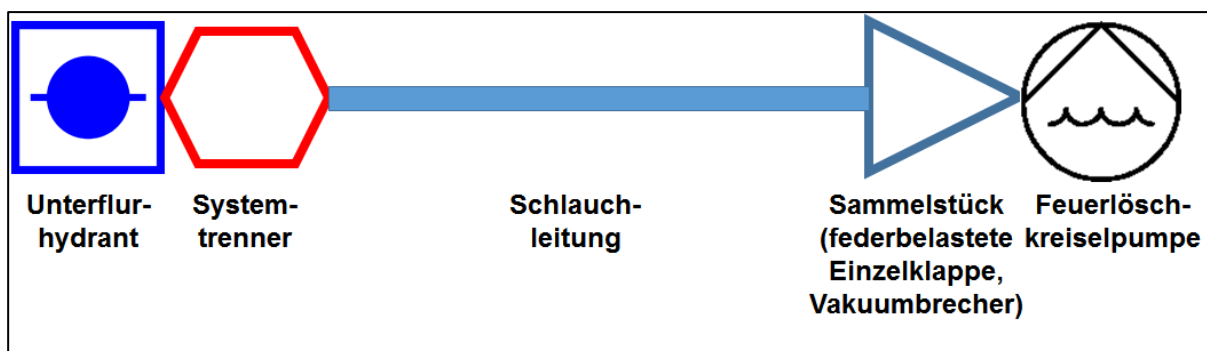 Unterflur-
hydrant
System-
trenner
Schlauch-
leitung
Sammelstück
(federbelastete
Einzelklappe,
Vakuumbrecher)
Feuerlösch-
kreiselpumpe